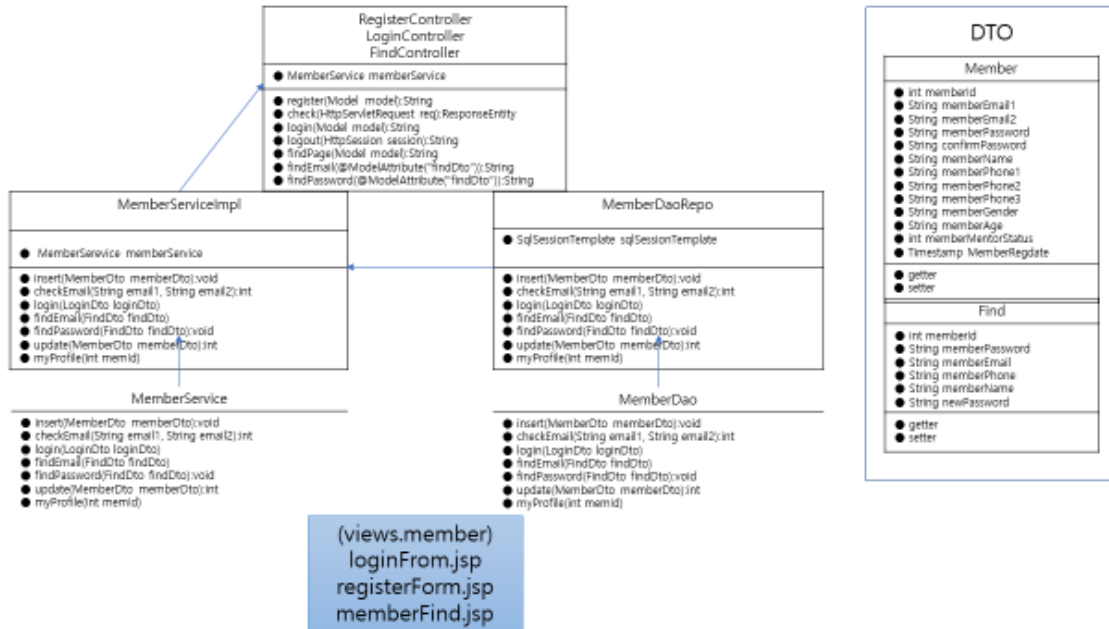 RegisterController
LoginController
FindController
● MemberService memberService
● register(Model model):String
● check(HttpServletRequest req):ResponseEntity
● login(Model model):String
● logout(HttpSession session):String
● findPage(Model model):String
● findEmail(@ModelAttribute("findDto")):String
● findPassword(@ModelAttribute("findDto")):String
MemberServiceImpl
● MemberSerevice memberService
● insert(MemberDto memberDto):void
● checkEmail(String email1, String email2):int
● login(LoginDto loginDto)
● findEmail(FindDto findDto)
● findPassword(FindDto findDto):void
● update(MemberDto memberDto):int
● myProfile(int memId)
MemberService
● insert(MemberDto memberDto):void
● checkEmail(String email1, String email2):int
● login(LoginDto loginDto)
● findEmail(FindDto findDto)
● findPassword(FindDto findDto):void
● update(MemberDto memberDto):int
● myProfile(int memId)
MemberDaoRepo
● SqlSessionTemplate sqlSessionTemplate
● insert(MemberDto memberDto):void
● checkEmail(String email1, String email2):int
● login(LoginDto loginDto)
● findEmail(FindDto findDto)
● findPassword(FindDto findDto):void
● update(MemberDto memberDto):int
● myProfile(int memId)
MemberDao
● insert(MemberDto memberDto):void
● checkEmail(String email1, String email2):int
● login(LoginDto loginDto)
● findEmail(FindDto findDto)
● findPassword(FindDto findDto):void
● update(MemberDto memberDto):int
● myProfile(int memId)
(views.member)
loginFrom.jsp
registerForm.jsp
memberFind.jsp
DTO
Member
● int memberid
● String memberEmail1
● String memberEmail2
● String memberPassword
● String confirmPassword
● String memberName
● String memberPhone1
● String memberPhone2
● String memberPhone3
● String memberGender
● String memberAge
● int memberMentorStatus
● Timestamp MemberRegdate
● getter
● setter
Find
● int memberid
● String memberPassword
● String memberEmail
● String memberPhone
● String memberName
● String newPassword
● getter
● setter